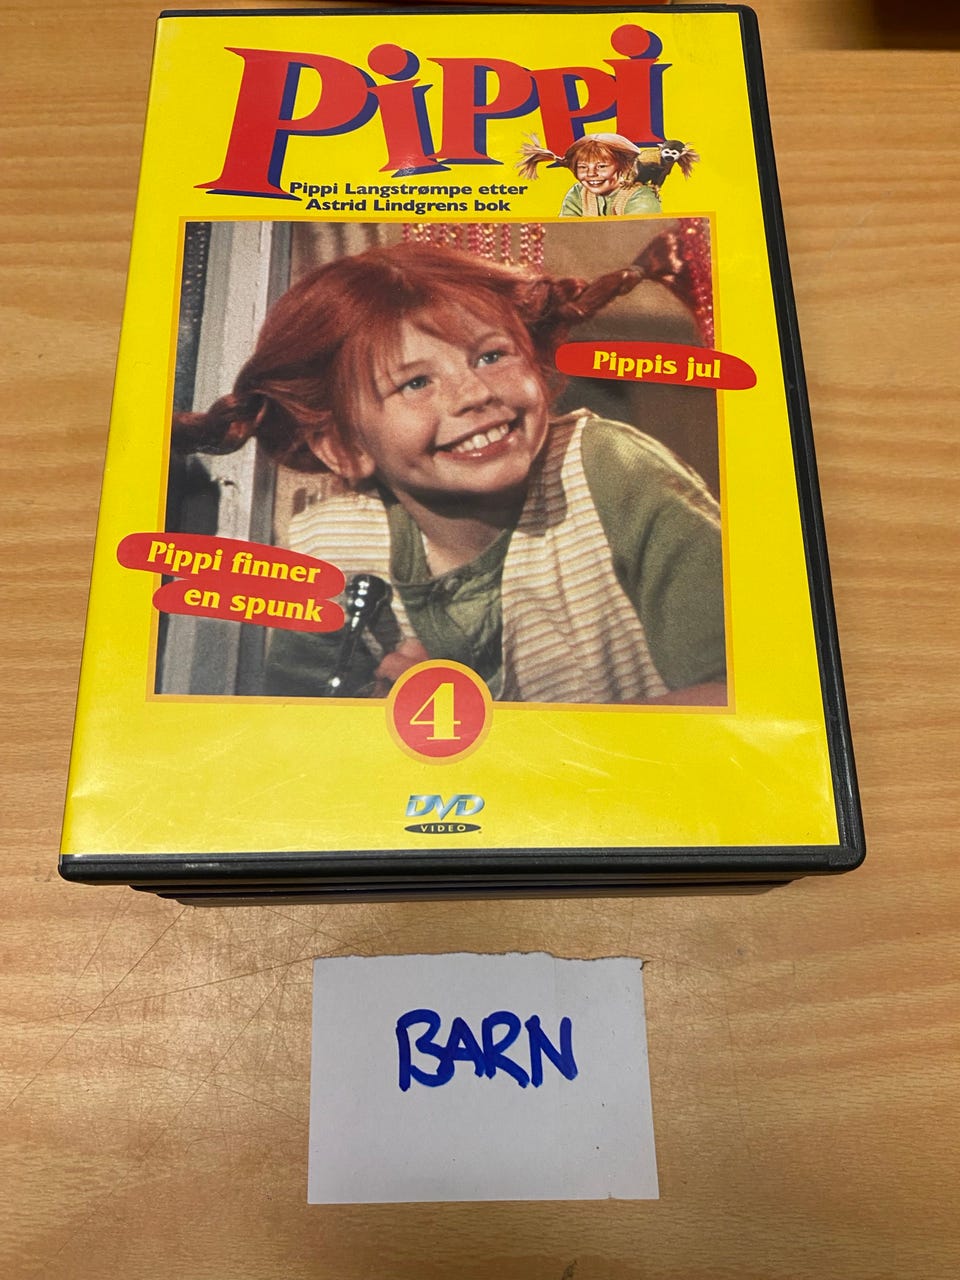 Pippi
Pippi Langstrømpe etter
Astrid Lindgrens bok
Pippis jul
Pippi finner
en spunk
4
DVD
VIDEO
BARN